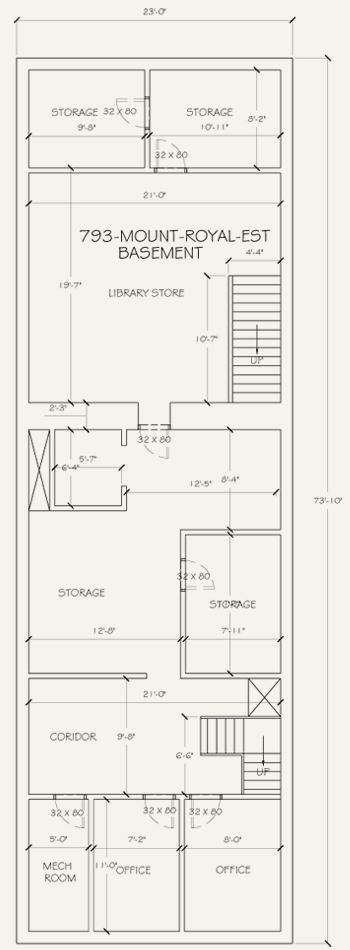 23'-0"
STORAGE 32 X 80 STORAGE
9'-8" 10'-11" 8'-2"
32 X 80
21'-0"
793-MOUNT-ROYAL-EST
BASEMENT
4'-4"
19'-7" LIBRARY STORE
10'-7"
UP
2'-3"
32 X 80
5'-7"
6'-4"
12'-5" 8'-4"
73'-10"
32 X 80
STORAGE
STORAGE
12'-8" 7'-11"
21'-0"
CORIDOR 9'-8"
6'-6"
UP
32 X 80 32 X 80 32 X 80
5'-0" 7'-2" 8'-0"
MECH
ROOM
11'-0" OFFICE OFFICE